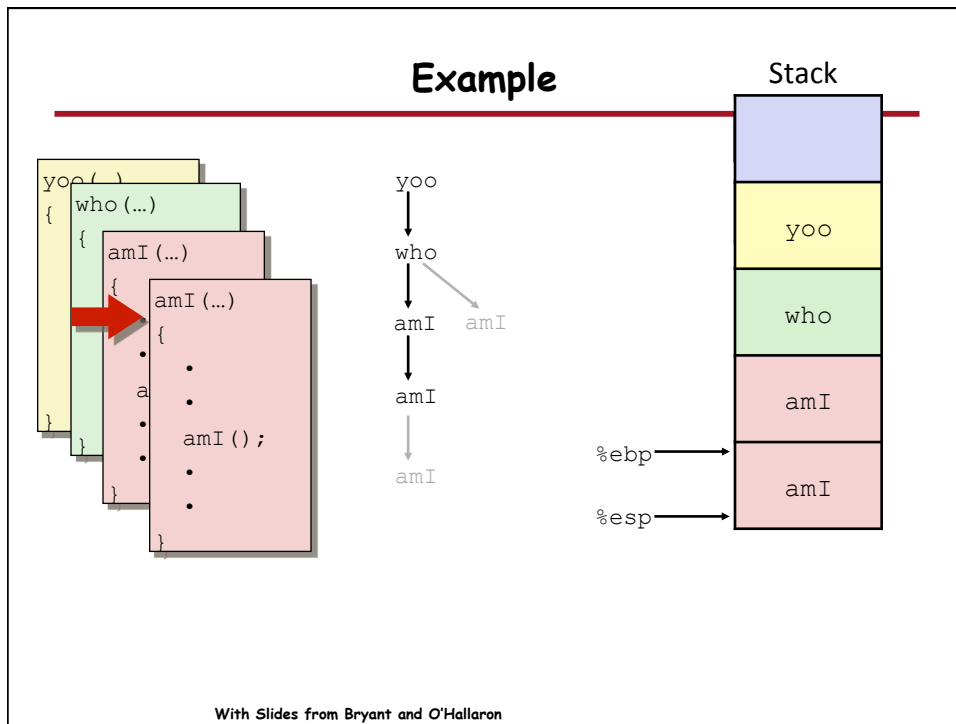 Example
Stack
yoo(…)
{
}
who(…)
{
}
amI(…)
{
•
•
a
•
•
}
amI(…)
{
•
•
amI();
•
•
}
yoo
who
amI
amI
amI
amI
yoo
who
amI
amI
%ebp
%esp
With Slides from Bryant and O'Hallaron